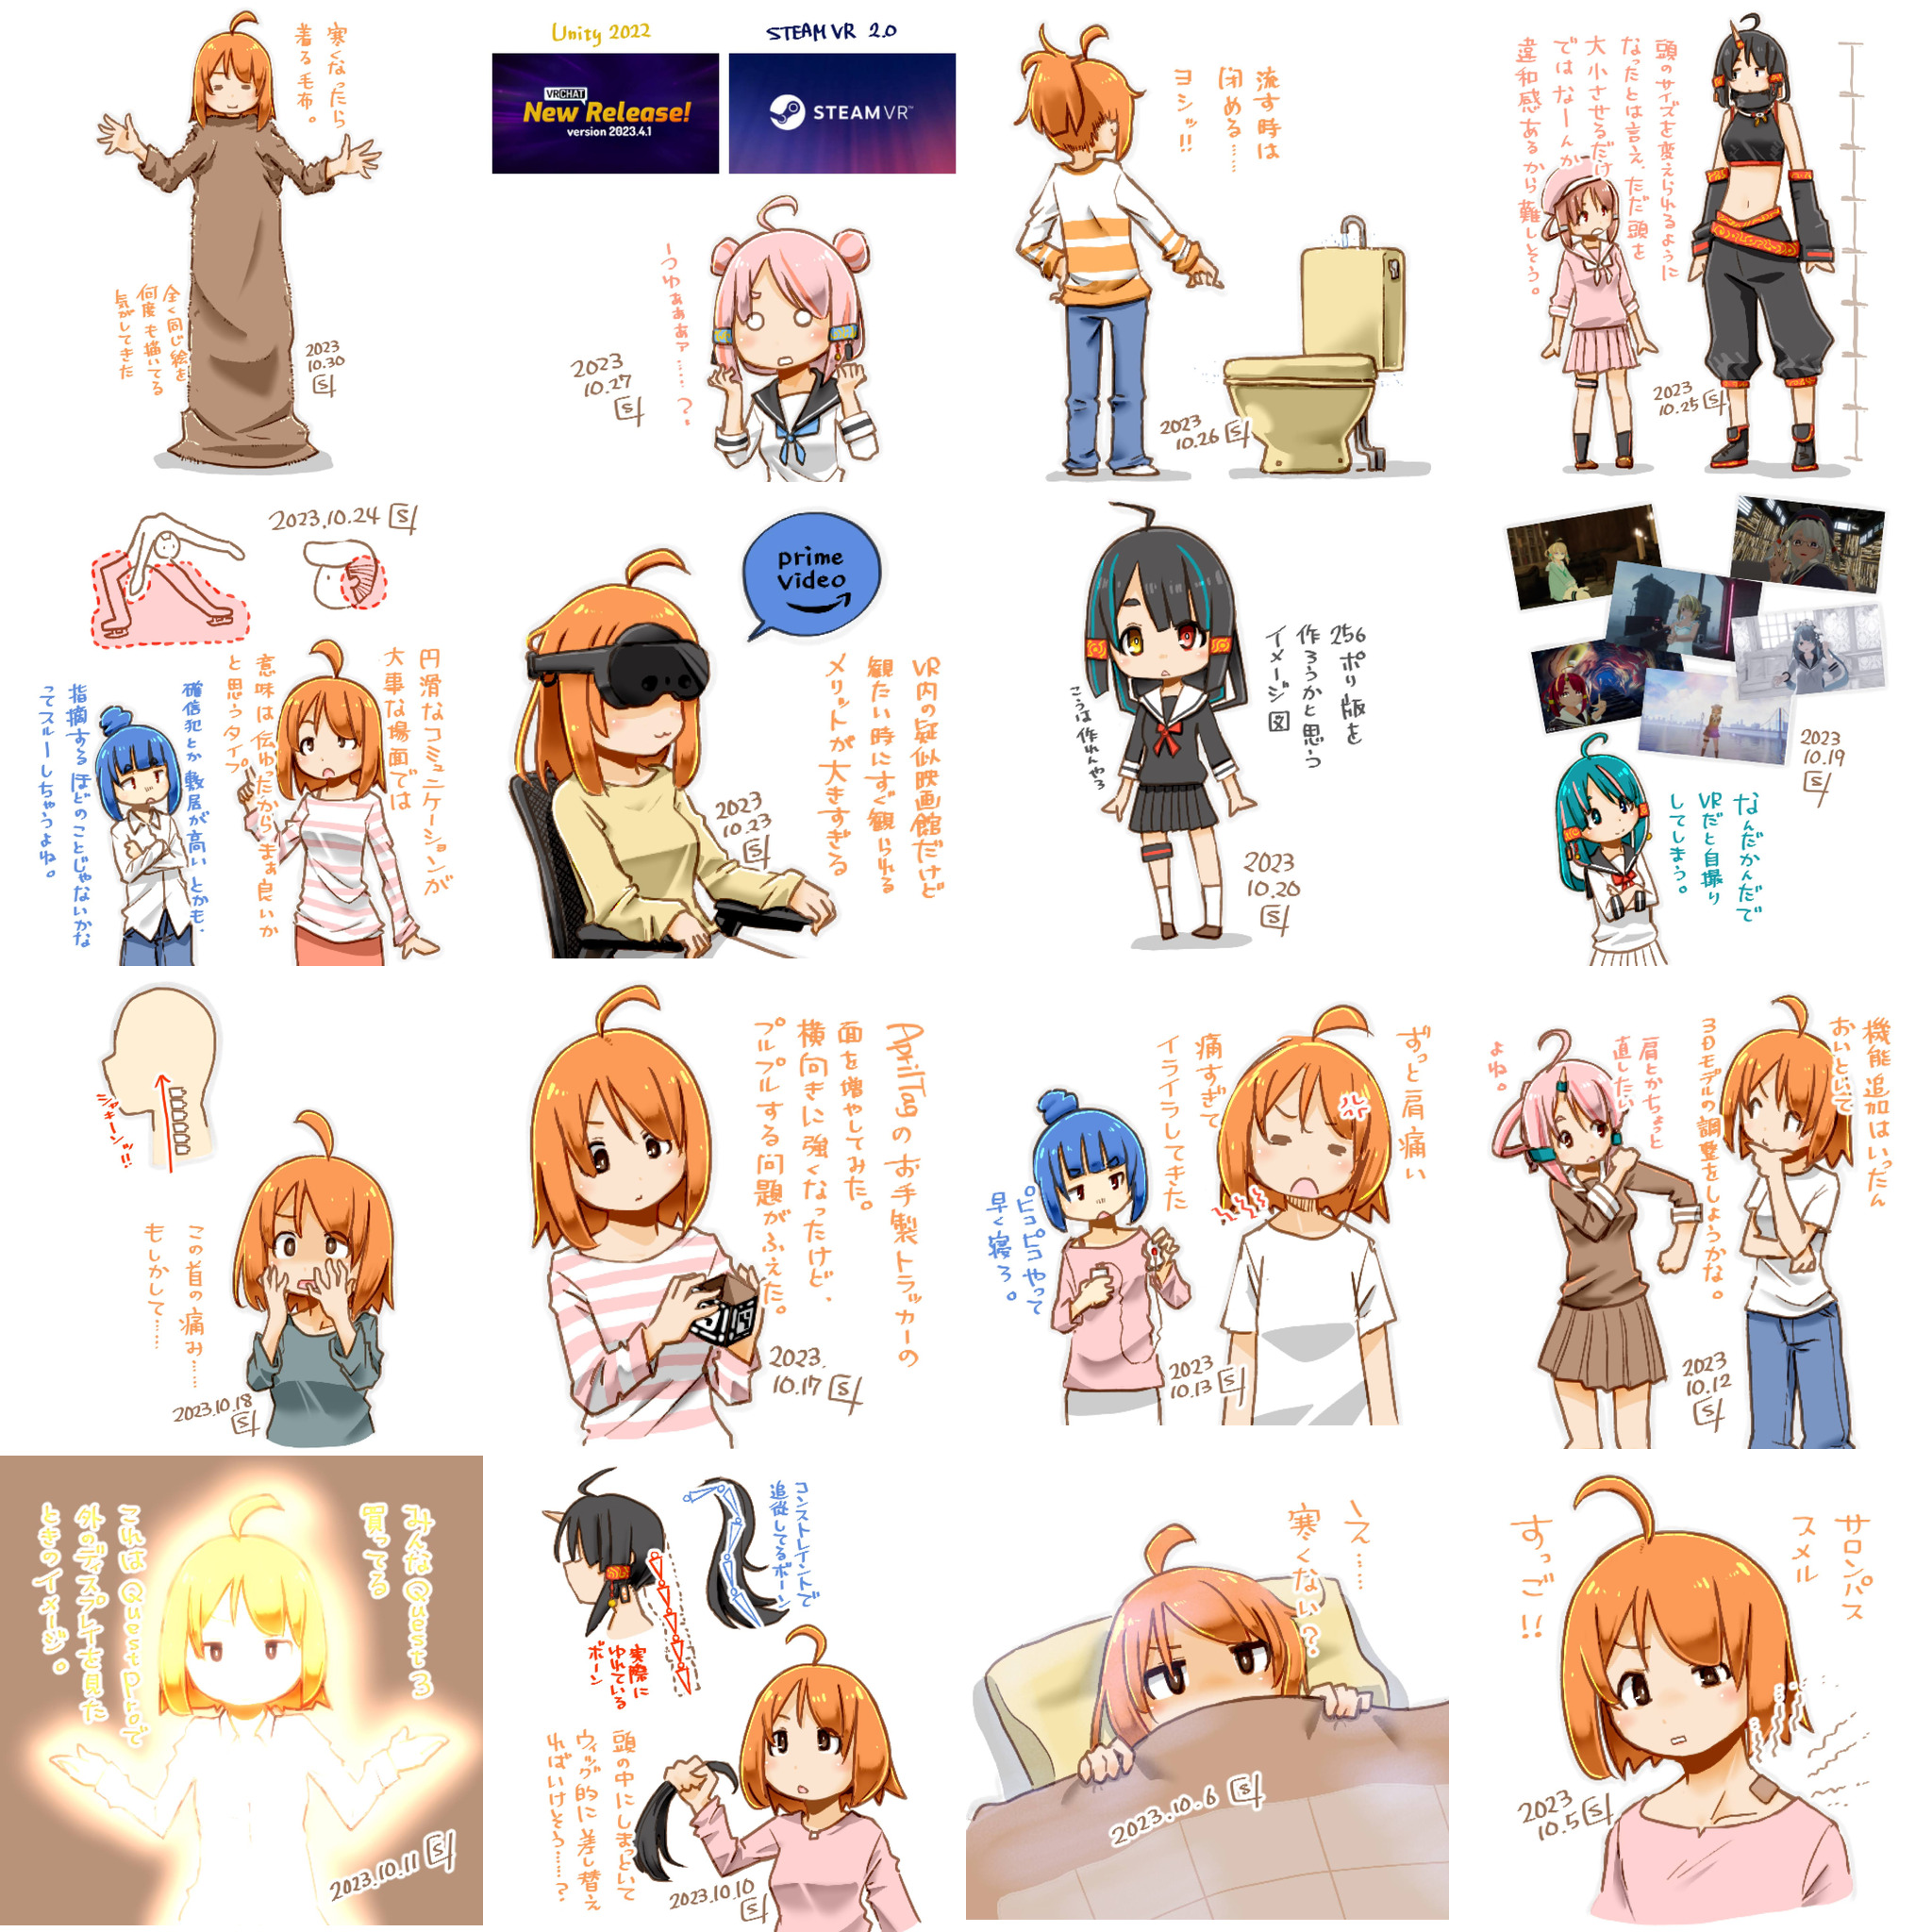 寒くなったら
着る毛布。
全く同じ絵を
何度も描いてる
気がしてきた
2023
10.30
Unity 2022
STEAM VR 2.0
VRCHAT
New Release!
version 2023.4.1
STEAMVR™
2023
10.27
流す時は
閉める……
ヨシッ!!
2023
10.26
頭のサイズを変えられるように
なったとは言え、ただ頭を
大小させるだけ
ではなーんか
違和感あるから難しそう。
2023
10.25
2023.10.24
円滑なコミュニケーションが
大事な場面では
意味は伝わったからまぁ良いか
と思うタイプ
確信犯とか敷居が高いとかも、
指摘するほどのことじゃないかな
ってスルーしちゃうよね。
prime
video
VR内の疑似映画館だけど
観たい時にすぐ観られる
メリットが大きすぎる
2023
10.23
256ポリ版を
作ろうかと思うつ
イメージ図
こうは作れんやろ
2023
10.20
2023
10.19
なんだかんだで
VRだと自撮り
してしまう。
シャキーンッ!!
この首の痛み……
もしかして……
2023.10.18
AprilTagのお手製トラッカーの
面を増やしてみた。
横向きに強くなったけど、
プルプルする問題がふえた。
2023.
10.17
ずっと肩痛い
痛すぎて
イライラしてきた
ピコピコやって
早く寝ろ。
2023
10.13
機能追加はいったん
おいといて
3Dモデルの調整をしようかな。
肩とかちょっと
直したい
よね。
2023
10.12
みんなQuest3
買ってる
これはQuestProで
外のディスプレイを見た
ときのイメージ。
2023.10.11
コンストレイントで
追従してるボーン
実際に
ゆれている
ボーン
頭の中にしまっといて
ウィッグ的に差し替え
ればいけそう……?
2023.10.10
え……
寒くない?
2023.10.6
サロンパス
スメル
すっご!!
2023
10.5